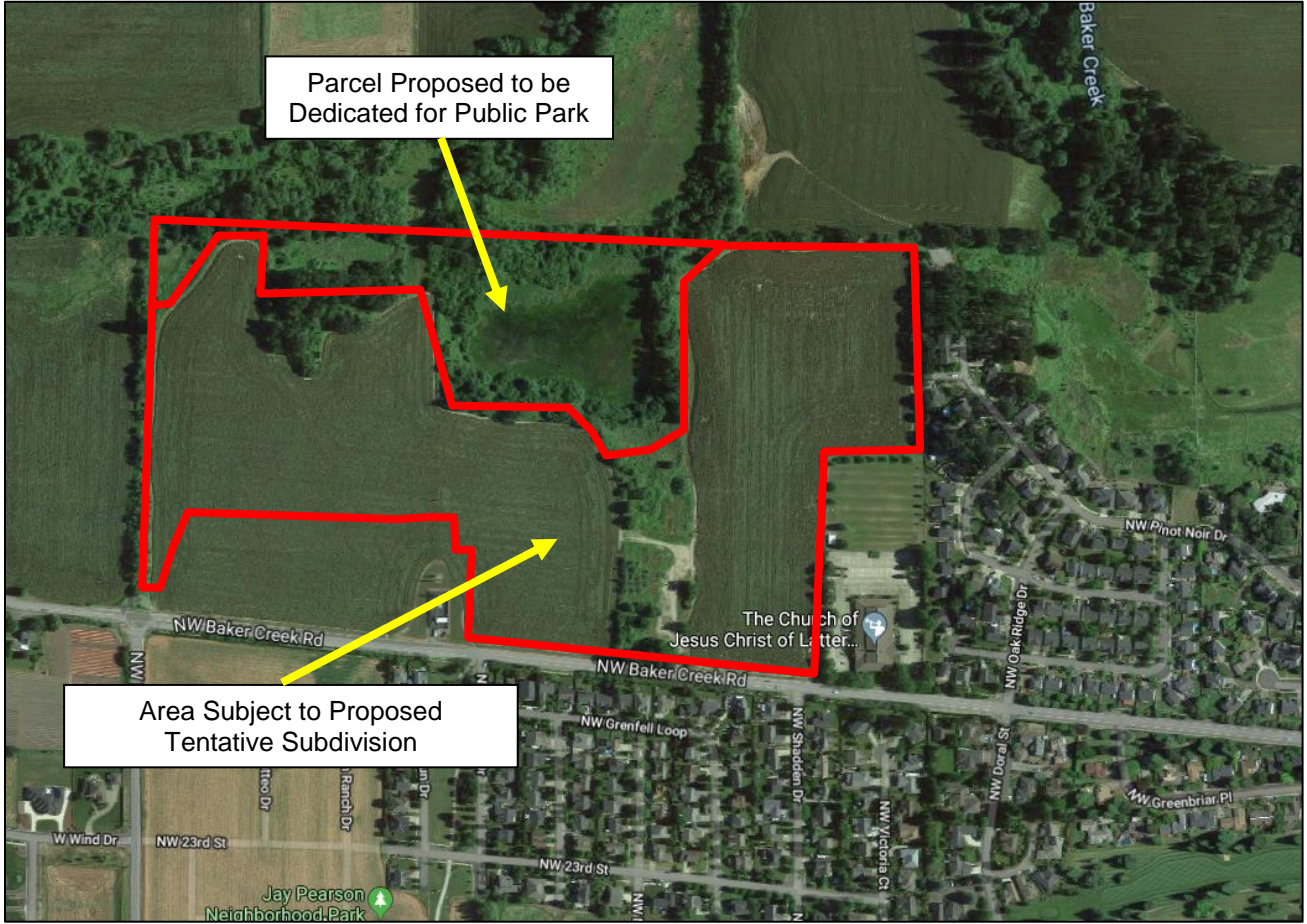 Baker Creek
Parcel Proposed to be
Dedicated for Public Park
NW Pinot Noir Dr
The Church of
Jesus Christ of Latter...
NW Oak Ridge Dr
NW Baker Creek Rd
NW Baker Creek Rd
NW
Area Subject to Proposed
Tentative Subdivision
NW Grenfell Loop
NW Shadden Dr
NW Doral St
NW Victoria Ct
NW Greenbriar Pl
Ranch Dr
W Wind Dr
NW 23rd St
NW 23rd St
Jay Pearson
Neighborhood Park